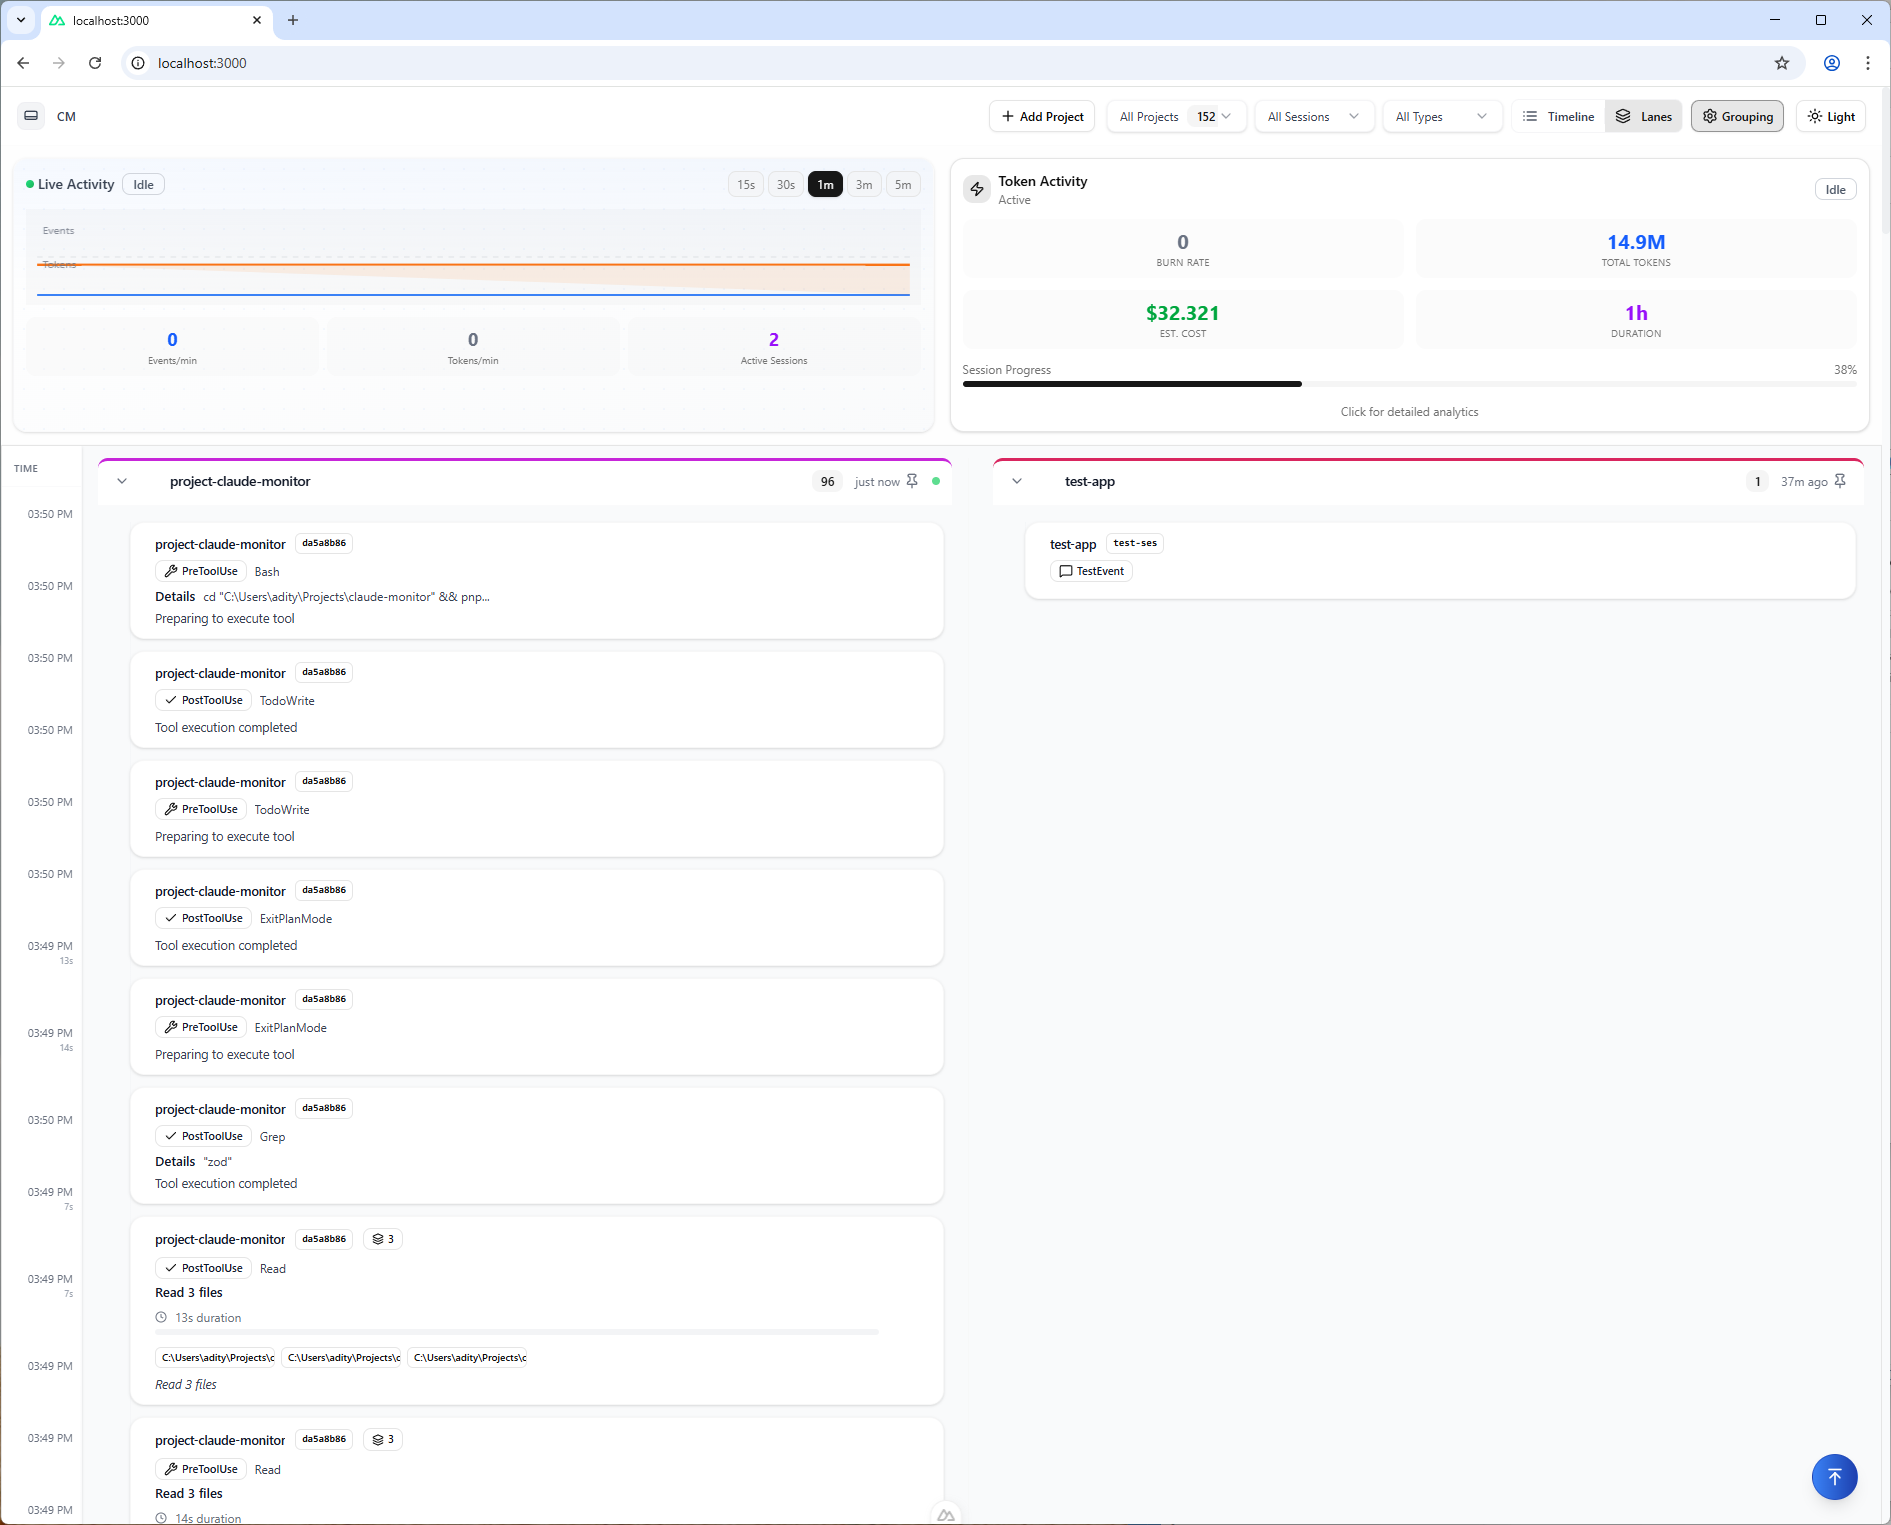 localhost:3000
localhost:3000
CM
Add Project
All Projects 152
All Sessions
All Types
Timeline
Lanes
Grouping
Light
Live Activity Idle
15s 30s 1m 3m 5m
Events
Tokens
0
Events/min
0
Tokens/min
2
Active Sessions
Token Activity
Active
Idle
0
BURN RATE
14.9M
TOTAL TOKENS
$32.321
EST. COST
1h
DURATION
Session Progress 38%
Click for detailed analytics
TIME
03:50 PM
03:50 PM
03:50 PM
03:50 PM
03:50 PM
03:50 PM
03:49 PM
13s
03:49 PM
14s
03:50 PM
03:49 PM
7s
03:49 PM
7s
03:49 PM
03:49 PM
03:49 PM
project-claude-monitor 96 just now
project-claude-monitor da5a8b86
PreToolUse Bash
Details cd "C:\Users\adity\Projects\claude-monitor" && pnp...
Preparing to execute tool
project-claude-monitor da5a8b86
PostToolUse TodoWrite
Tool execution completed
project-claude-monitor da5a8b86
PreToolUse TodoWrite
Preparing to execute tool
project-claude-monitor da5a8b86
PostToolUse ExitPlanMode
Tool execution completed
project-claude-monitor da5a8b86
PreToolUse ExitPlanMode
Preparing to execute tool
project-claude-monitor da5a8b86
PostToolUse Grep
Details "zod"
Tool execution completed
project-claude-monitor da5a8b86 3
PostToolUse Read
Read 3 files
13s duration
C:\Users\adity\Projects\c C:\Users\adity\Projects\c C:\Users\adity\Projects\c
Read 3 files
project-claude-monitor da5a8b86 3
PreToolUse Read
Read 3 files
14s duration
test-app 1 37m ago
test-app test-ses
TestEvent